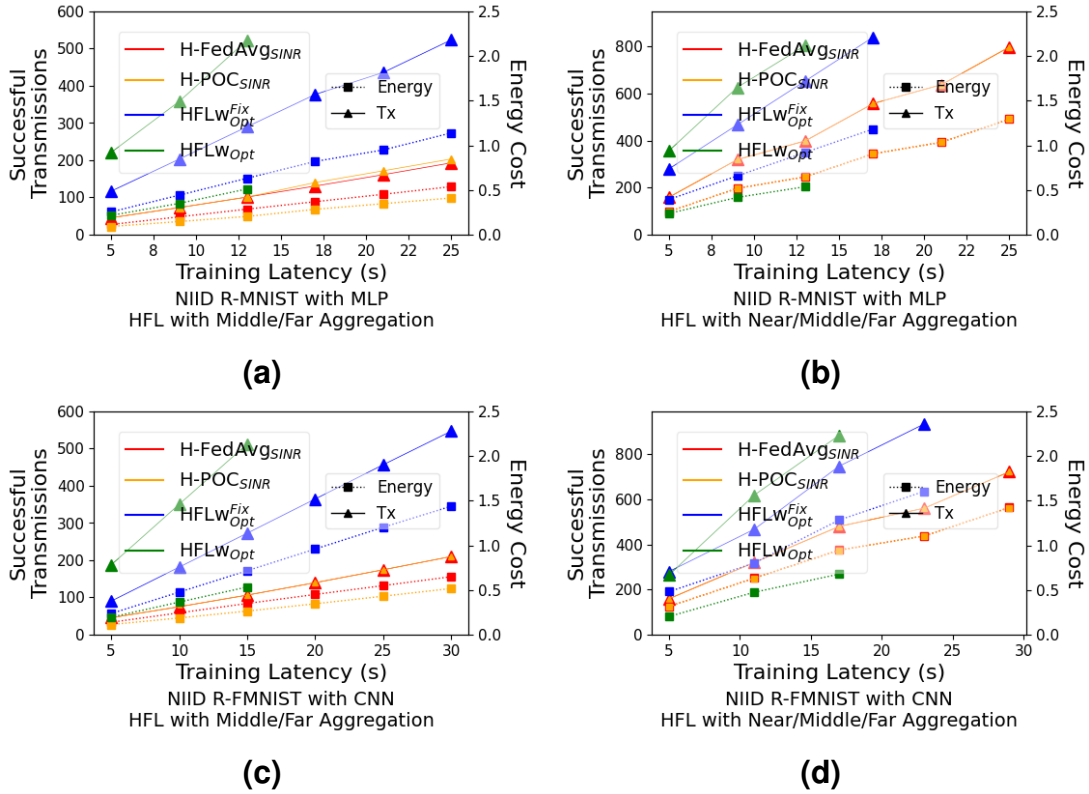 600
500
400
300
200
100
0
Successful
Transmissions
H-FedAvg_SINR
H-POC_SINR
HFLw_Opt^Fix
HFLw_Opt
Energy
Tx
2.5
2.0
1.5
1.0
0.5
0.0
Energy Cost
5 8 10 12 15 18 20 22 25
Training Latency (s)
NIID R-MNIST with MLP
HFL with Middle/Far Aggregation
(a)
800
600
400
200
0
Successful
Transmissions
H-FedAvg_SINR
H-POC_SINR
HFLw_Opt^Fix
HFLw_Opt
Energy
Tx
2.5
2.0
1.5
1.0
0.5
0.0
Energy Cost
5 8 10 12 15 18 20 22 25
Training Latency (s)
NIID R-MNIST with MLP
HFL with Near/Middle/Far Aggregation
(b)
600
500
400
300
200
100
0
Successful
Transmissions
H-FedAvg_SINR
H-POC_SINR
HFLw_Opt^Fix
HFLw_Opt
Energy
Tx
2.5
2.0
1.5
1.0
0.5
0.0
Energy Cost
5 10 15 20 25 30
Training Latency (s)
NIID R-FMNIST with CNN
HFL with Middle/Far Aggregation
(c)
800
600
400
200
0
Successful
Transmissions
H-FedAvg_SINR
H-POC_SINR
HFLw_Opt^Fix
HFLw_Opt
Energy
Tx
2.5
2.0
1.5
1.0
0.5
0.0
Energy Cost
5 10 15 20 25 30
Training Latency (s)
NIID R-FMNIST with CNN
HFL with Near/Middle/Far Aggregation
(d)